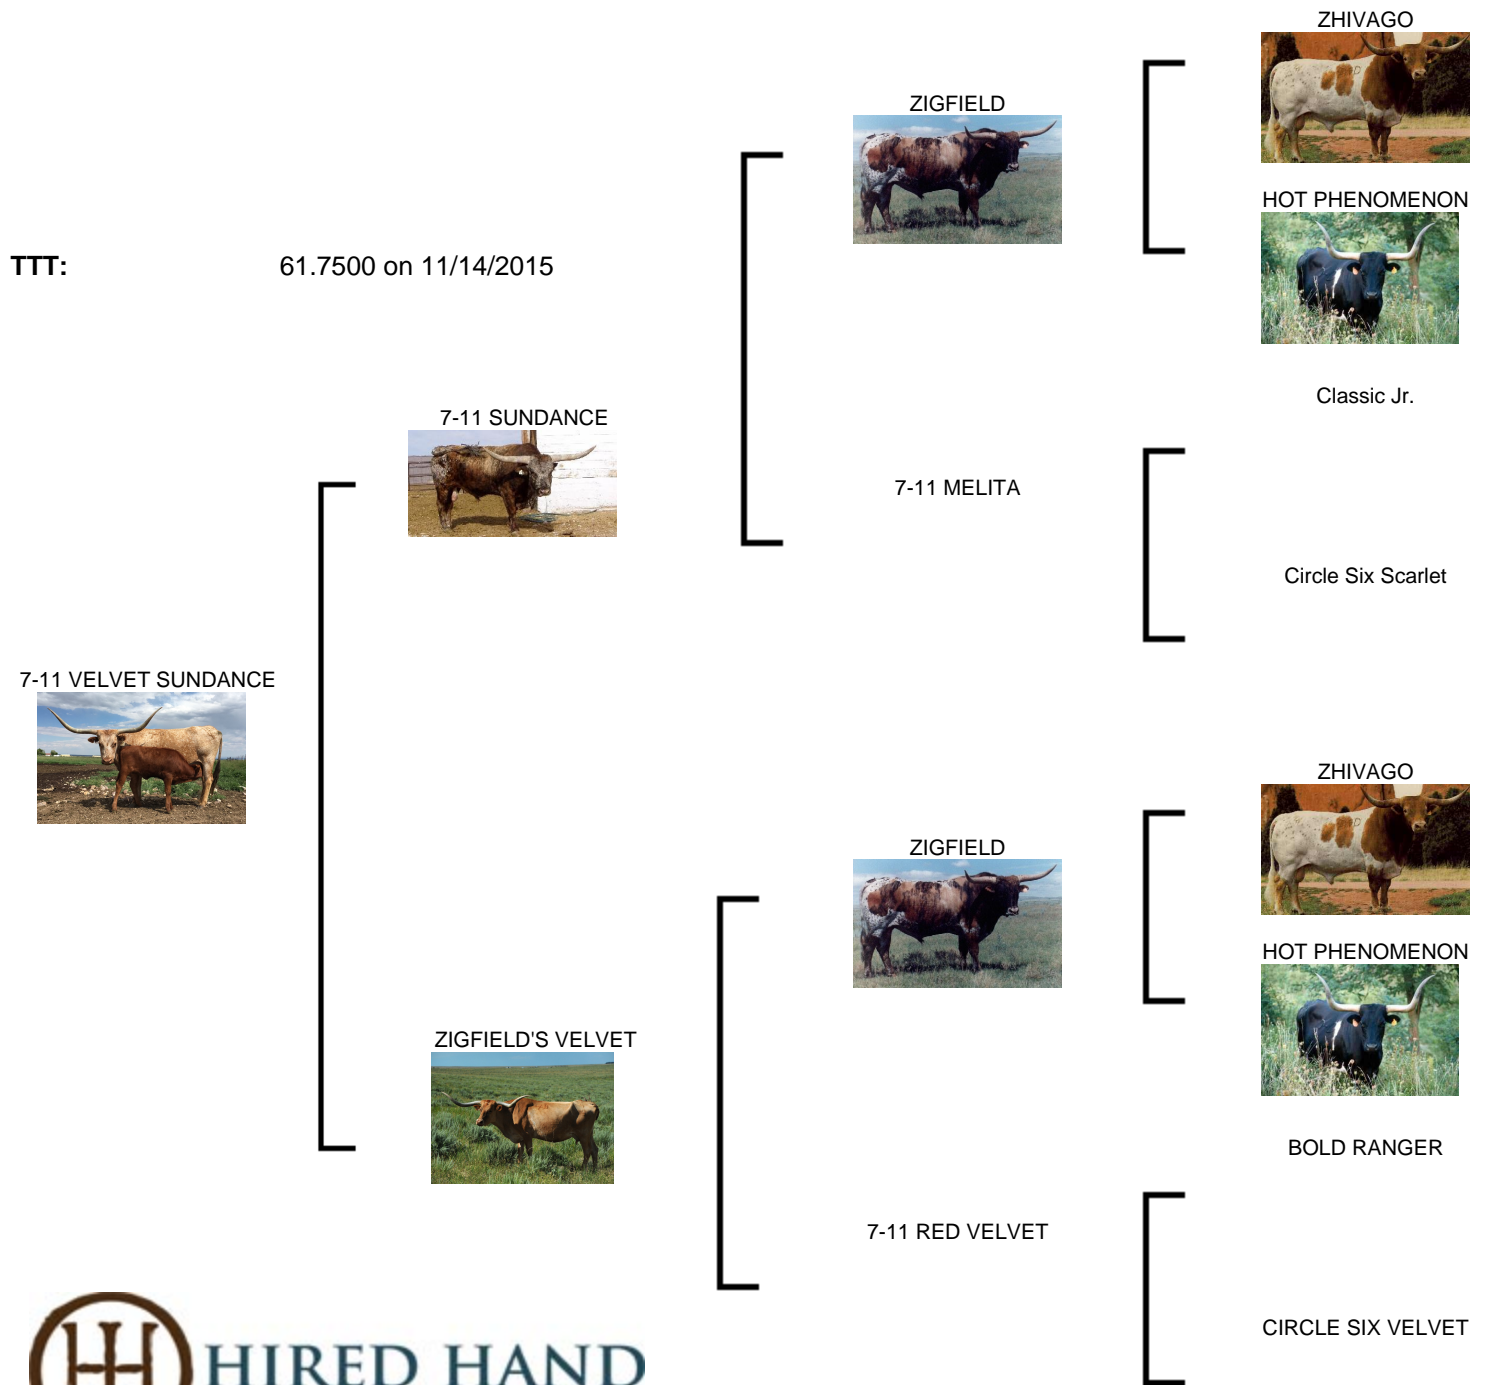 ZHIVAGO
ZIGFIELD
HOT PHENOMENON
TTT: 61.7500 on 11/14/2015
Classic Jr.
7-11 SUNDANCE
7-11 MELITA
Circle Six Scarlet
7-11 VELVET SUNDANCE
ZHIVAGO
ZIGFIELD
HOT PHENOMENON
ZIGFIELD'S VELVET
BOLD RANGER
7-11 RED VELVET
CIRCLE SIX VELVET
HIRED HAND